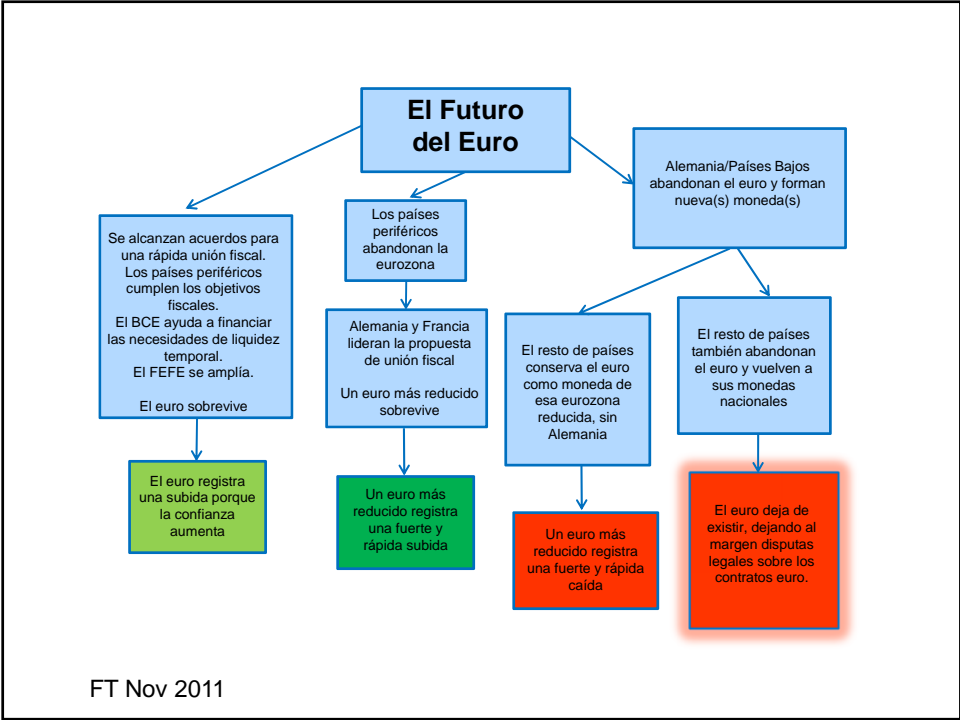 El Futuro
del Euro
Se alcanzan acuerdos para
una rápida unión fiscal.
Los países periféricos
cumplen los objetivos
fiscales.
El BCE ayuda a financiar
las necesidades de liquidez
temporal.
El FEFE se amplía.
El euro sobrevive
El euro registra
una subida porque
la confianza
aumenta
Los países
periféricos
abandonan la
eurozona
Alemania y Francia
lideran la propuesta
de unión fiscal
Un euro más reducido
sobrevive
Un euro más
reducido registra
una fuerte y
rápida subida
Alemania/Países Bajos
abandonan el euro y forman
nueva(s) moneda(s)
El resto de países
conserva el euro
como moneda de
esa eurozona
reducida, sin
Alemania
Un euro más
reducido registra
una fuerte y rápida
caída
El resto de países
también abandonan
el euro y vuelven a
sus monedas
nacionales
El euro deja de
existir, dejando al
margen disputas
legales sobre los
contratos euro.
FT Nov 2011